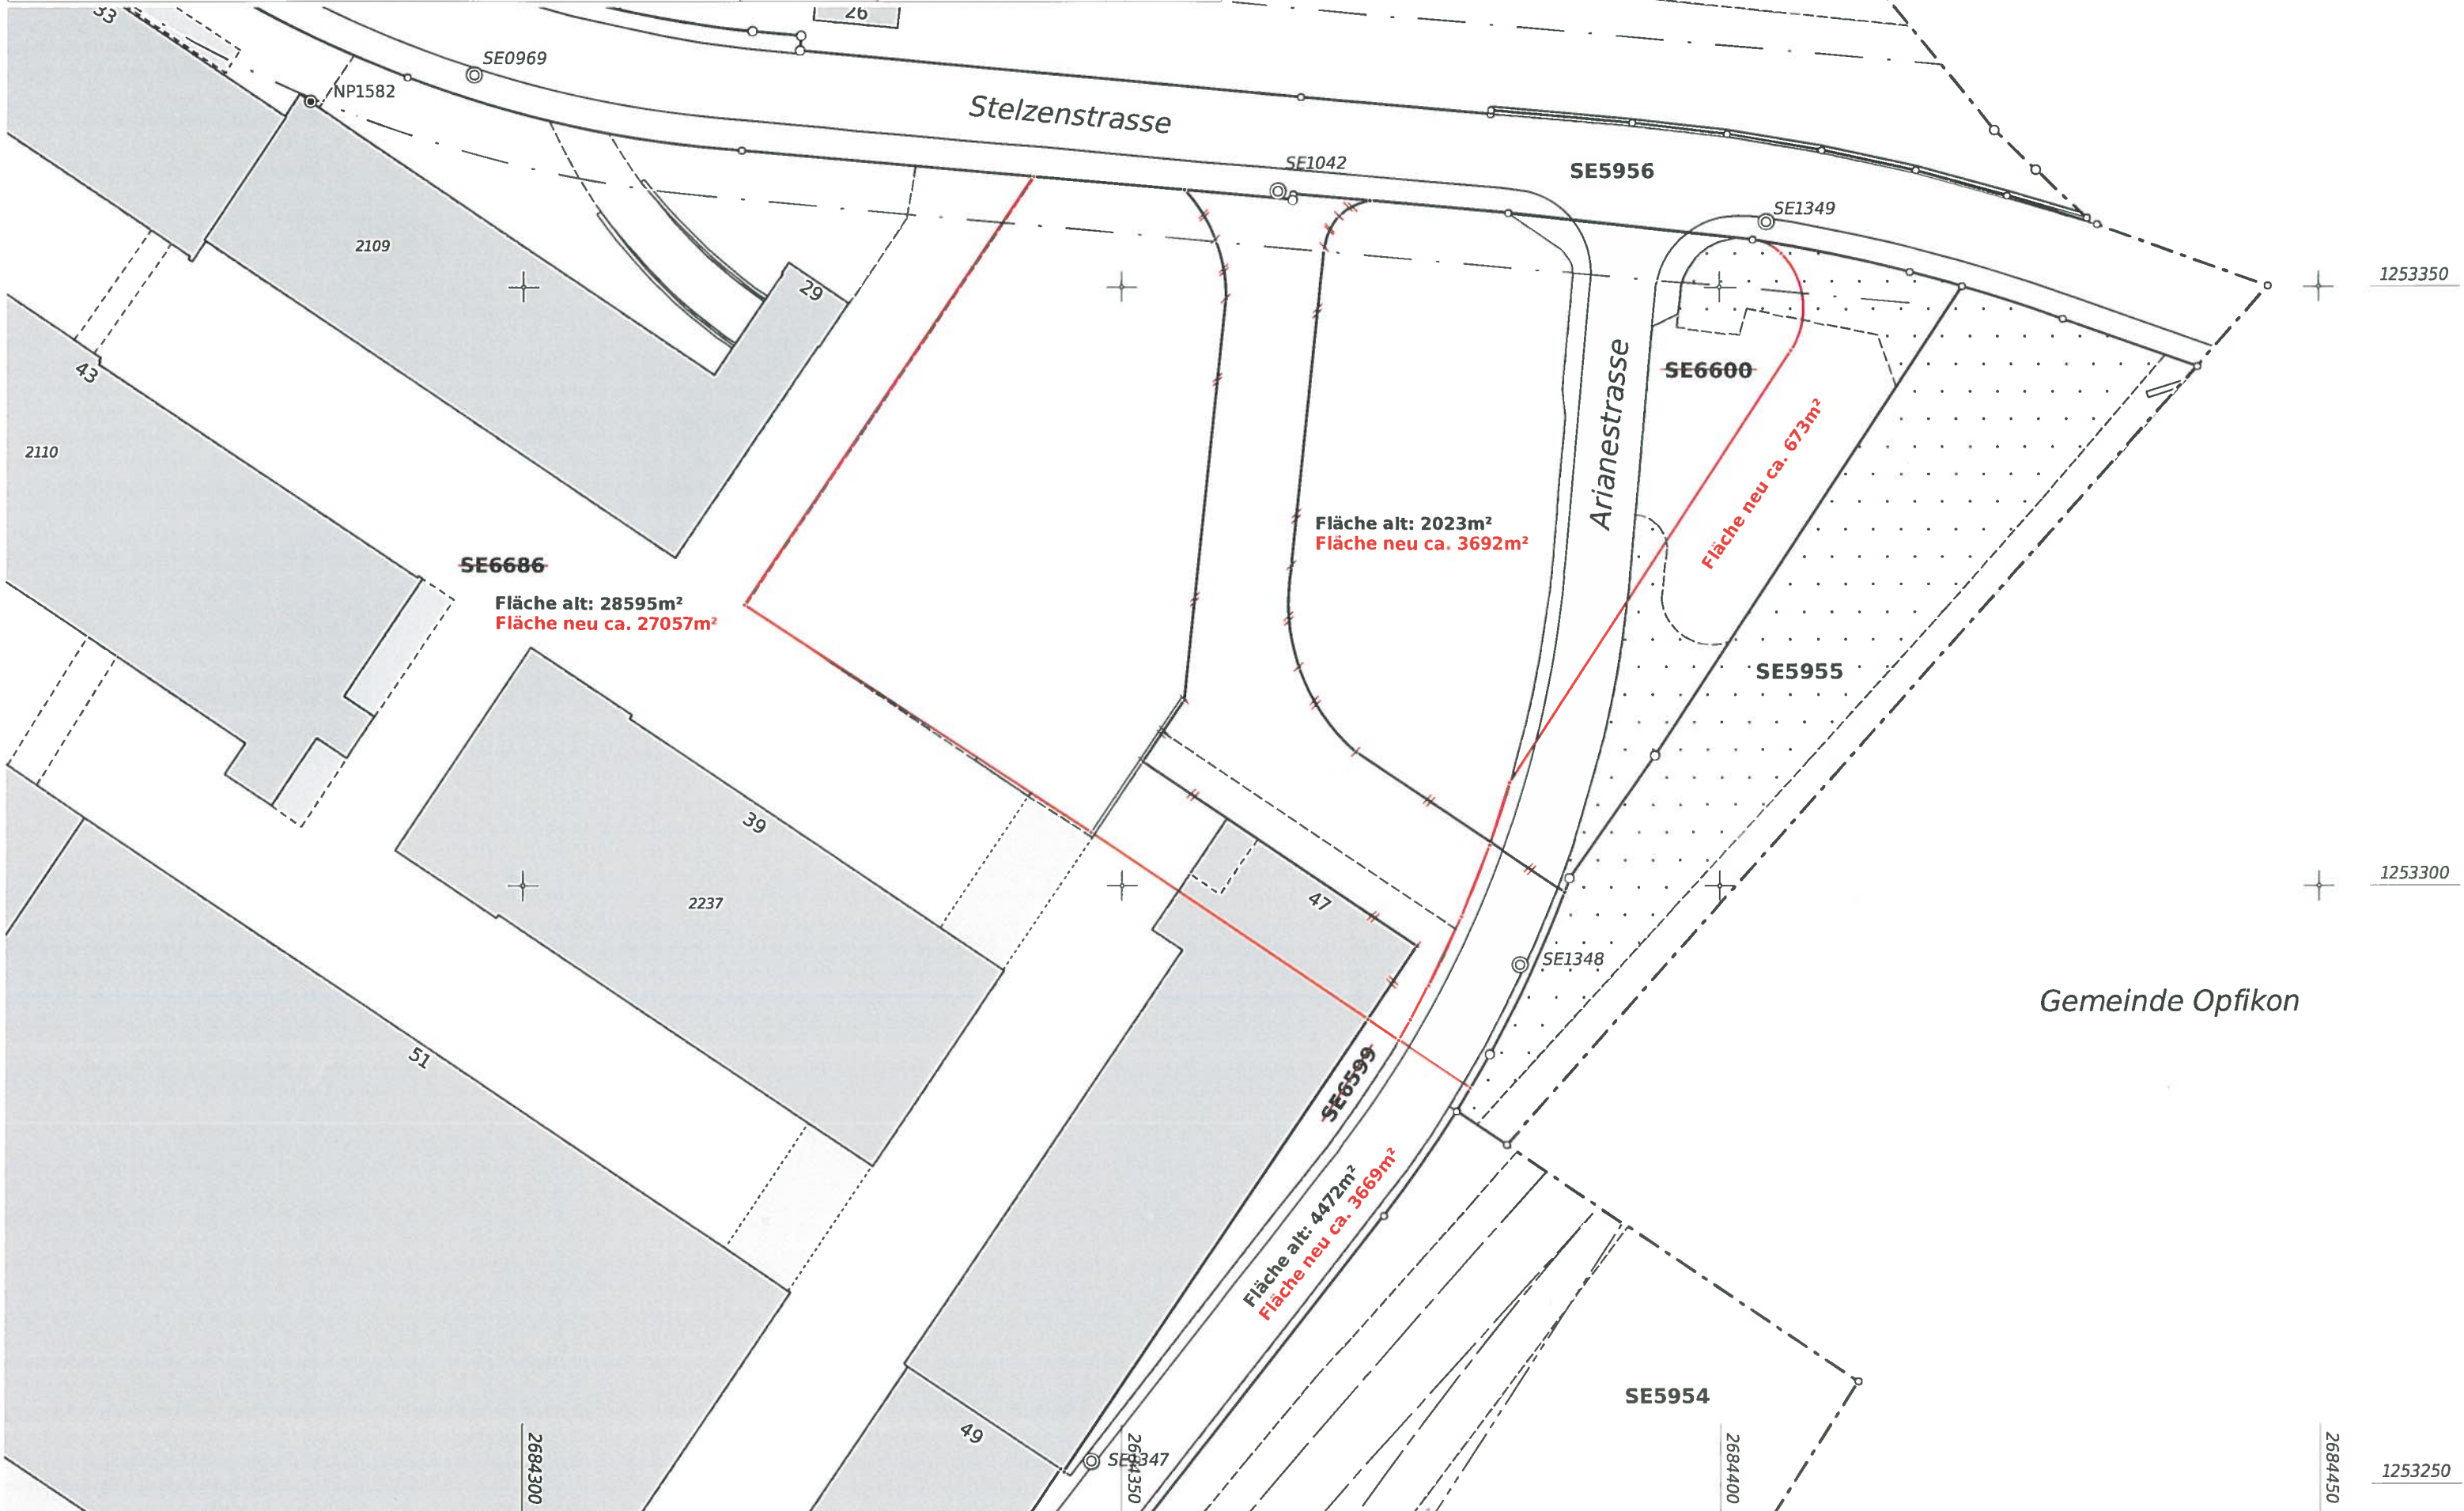 33
26
SE0969
NP1582
Stelzenstrasse
SE1042
SE5956
SE1349
2109
29
1253350
43
SE6600
Arianestrasse
2110
Fläche neu ca. 673m²
Fläche alt: 2023m²
Fläche neu ca. 3692m²
SE6686
Fläche alt: 28595m²
Fläche neu ca. 27057m²
SE5955
39
1253300
2237
47
SE1348
Gemeinde Opfikon
51
SE6599
Fläche alt: 4472m²
Fläche neu ca. 3669m²
SE5954
49
SE1347
2684300
2684350
2684400
2684450
1253250